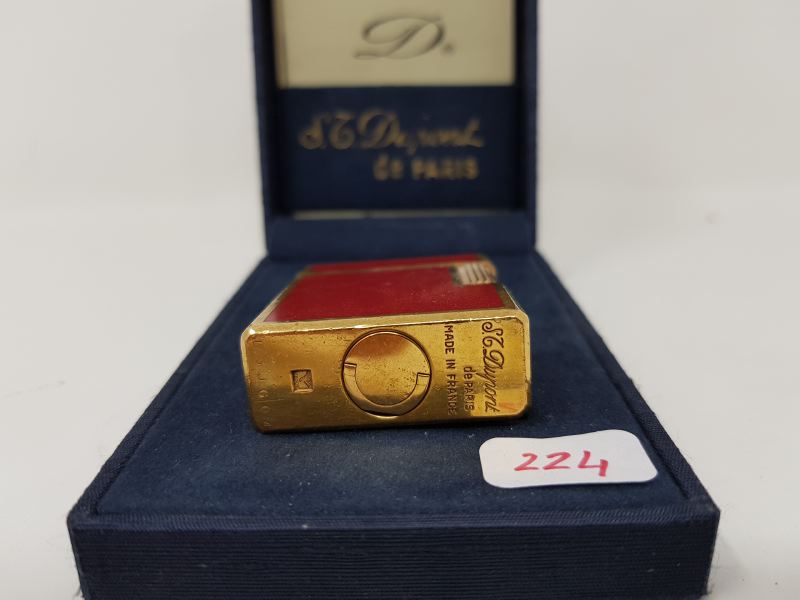 D®
S.T. Dupont
de PARIS
S.T. Dupont
de PARIS
MADE IN FRANCE
224